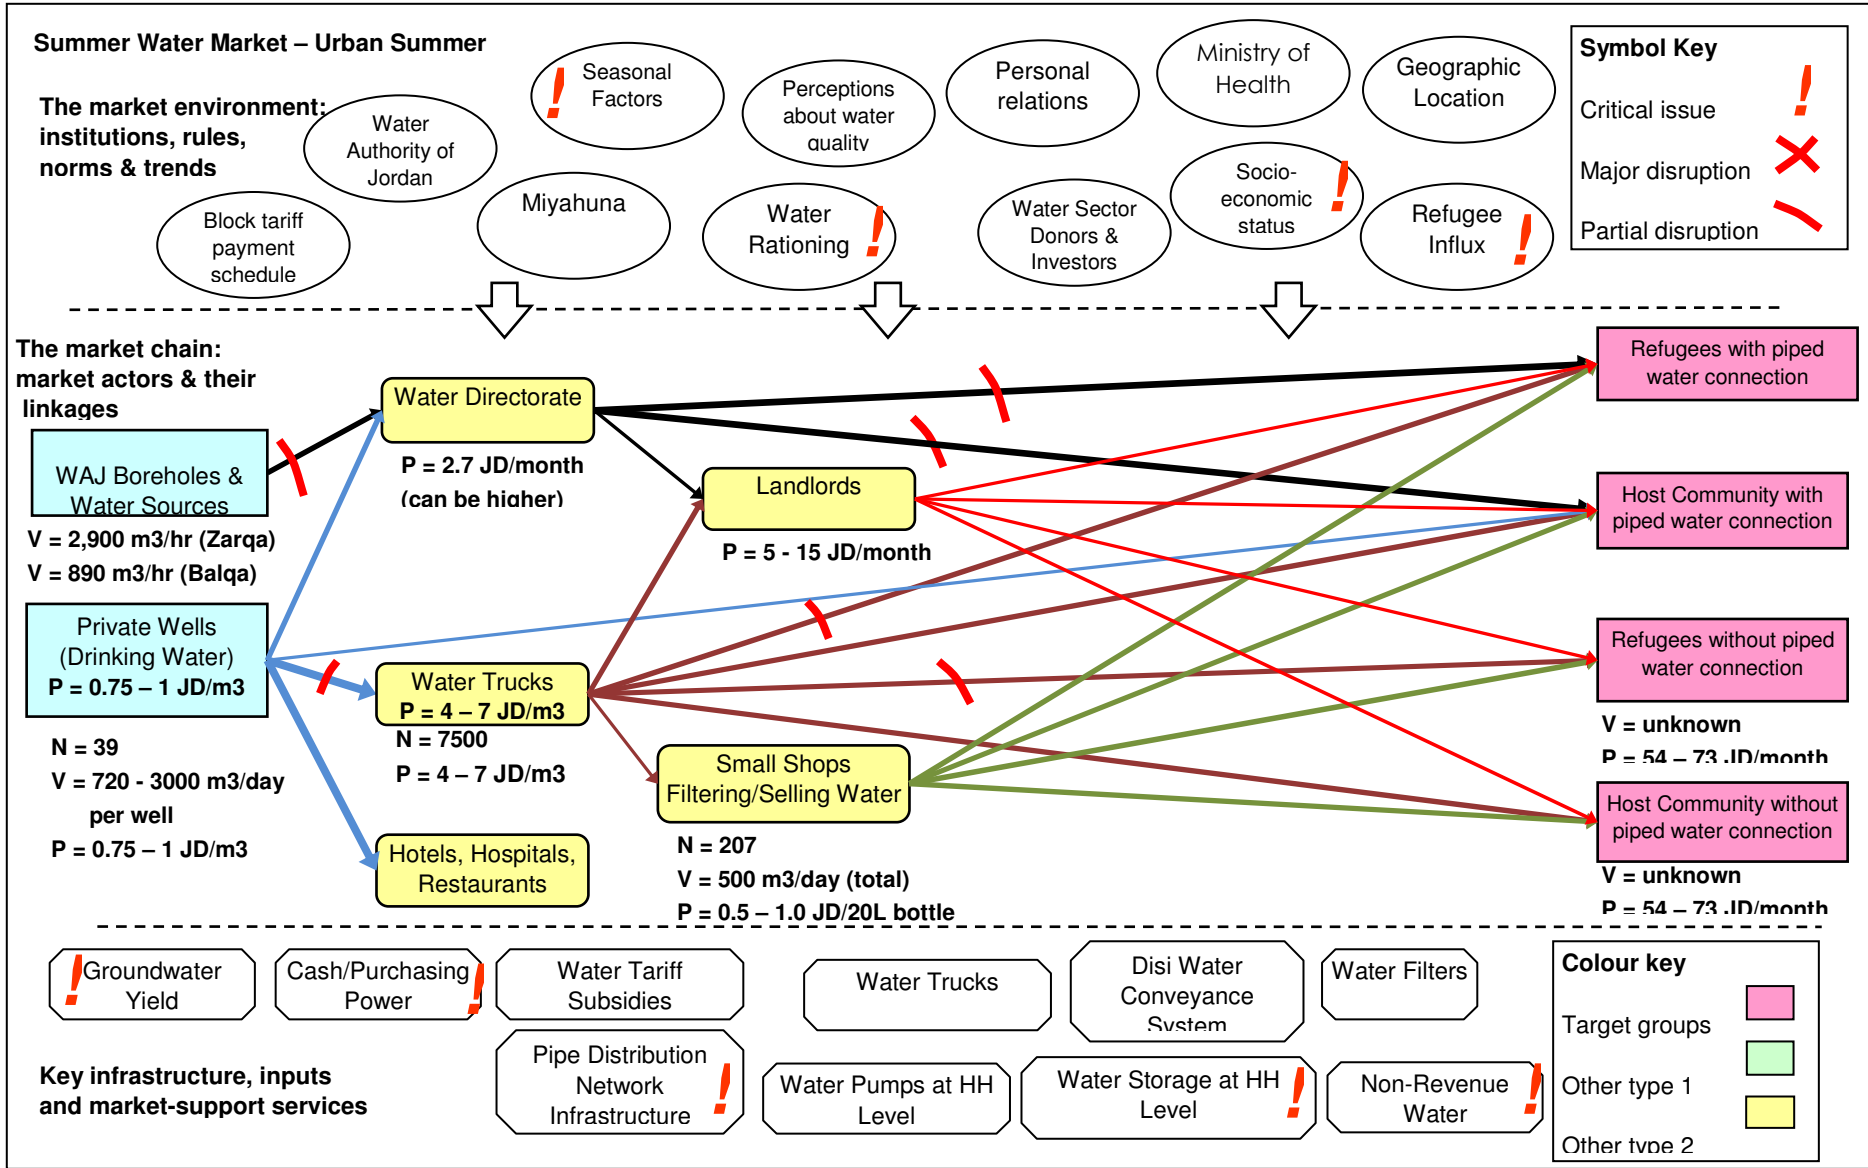 Summer Water Market – Urban Summer
The market environment:
institutions, rules,
norms & trends
Water
Authority of
Jordan
Seasonal
Factors
Perceptions
about water
quality
Personal
relations
Ministry of
Health
Geographic
Location
Block tariff
payment
schedule
Miyahuna
Water
Rationing
Water Sector
Donors &
Investors
Socio-
economic
status
Refugee
Influx
Symbol Key
Critical issue
Major disruption
Partial disruption
The market chain:
market actors & their
linkages
WAJ Boreholes &
Water Sources
V = 2,900 m3/hr (Zarqa)
V = 890 m3/hr (Balqa)
Private Wells
(Drinking Water)
P = 0.75 – 1 JD/m3
N = 39
V = 720 - 3000 m3/day
per well
P = 0.75 – 1 JD/m3
Water Directorate
P = 2.7 JD/month
(can be higher)
Landlords
P = 5 - 15 JD/month
Water Trucks
P = 4 – 7 JD/m3
N = 7500
P = 4 – 7 JD/m3
Hotels, Hospitals,
Restaurants
Small Shops
Filtering/Selling Water
N = 207
V = 500 m3/day (total)
P = 0.5 – 1.0 JD/20L bottle
Refugees with piped
water connection
Host Community with
piped water connection
Refugees without piped
water connection
V = unknown
P = 54 – 73 JD/month
Host Community without
piped water connection
V = unknown
P = 54 – 73 JD/month
Groundwater
Yield
Cash/Purchasing
Power
Water Tariff
Subsidies
Water Trucks
Disi Water
Conveyance
System
Water Filters
Key infrastructure, inputs
and market-support services
Pipe Distribution
Network
Infrastructure
Water Pumps at HH
Level
Water Storage at HH
Level
Non-Revenue
Water
Colour key
Target groups
Other type 1
Other type 2